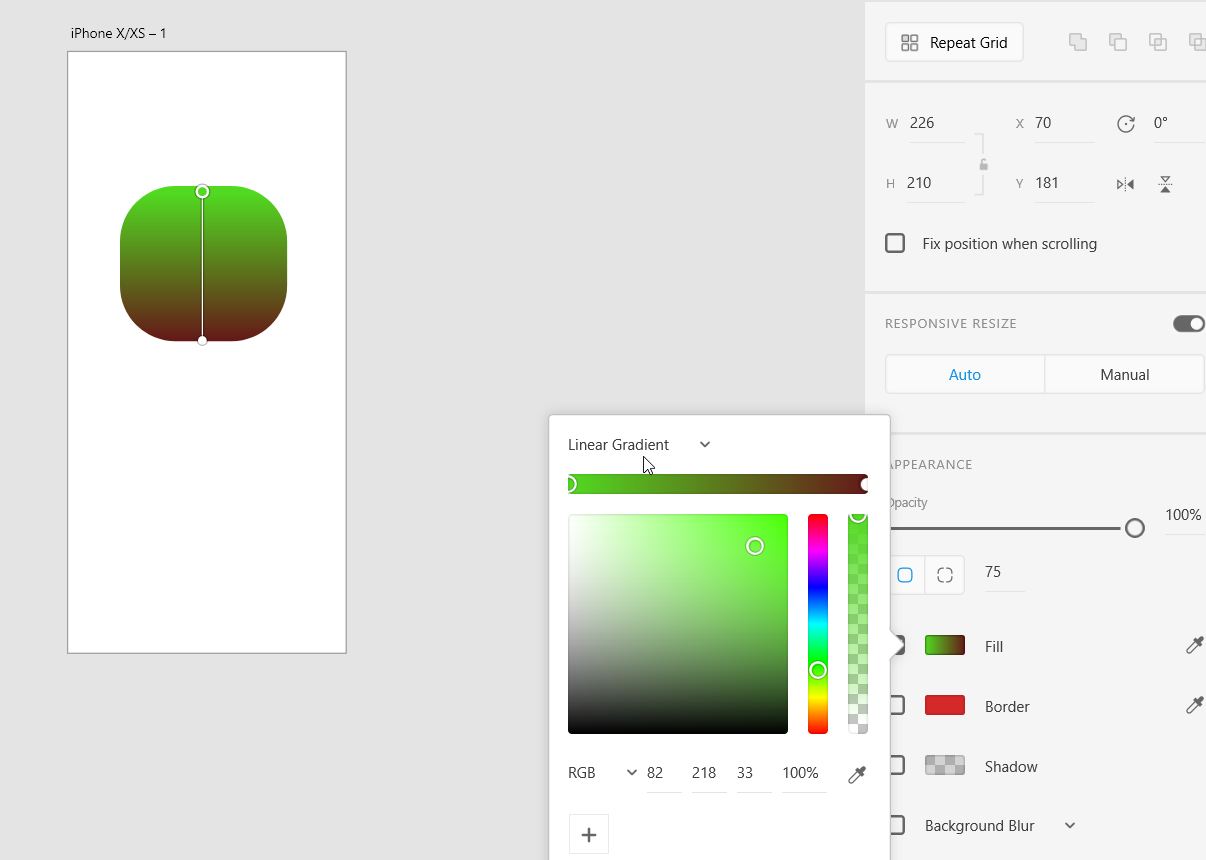 iPhone X/XS – 1
Repeat Grid
W 226 X 70 0°
H 210 Y 181
Fix position when scrolling
RESPONSIVE RESIZE
Auto Manual
Linear Gradient
APPEARANCE
Opacity
100%
75
Fill
Border
RGB 82 218 33 100%
Shadow
Background Blur